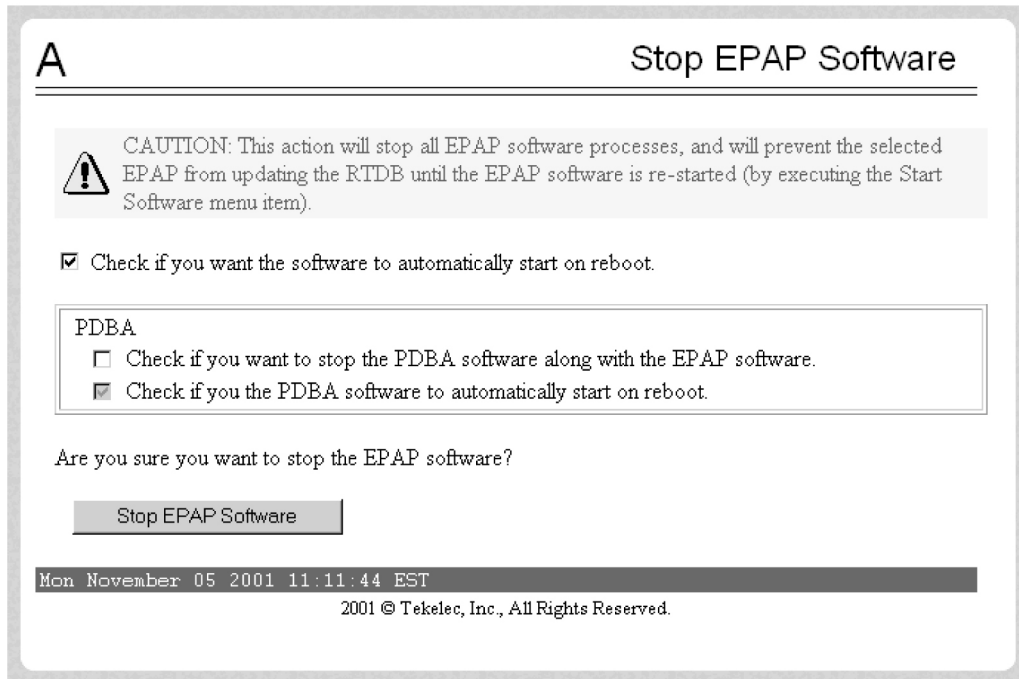 A
Stop EPAP Software
CAUTION: This action will stop all EPAP software processes, and will prevent the selected
EPAP from updating the RTDB until the EPAP software is re-started (by executing the Start
Software menu item).
Check if you want the software to automatically start on reboot.
PDBA
Check if you want to stop the PDBA software along with the EPAP software.
Check if you the PDBA software to automatically start on reboot.
Are you sure you want to stop the EPAP software?
Stop EPAP Software
Mon November 05 2001 11:11:44 EST
2001 © Tekelec, Inc., All Rights Reserved.